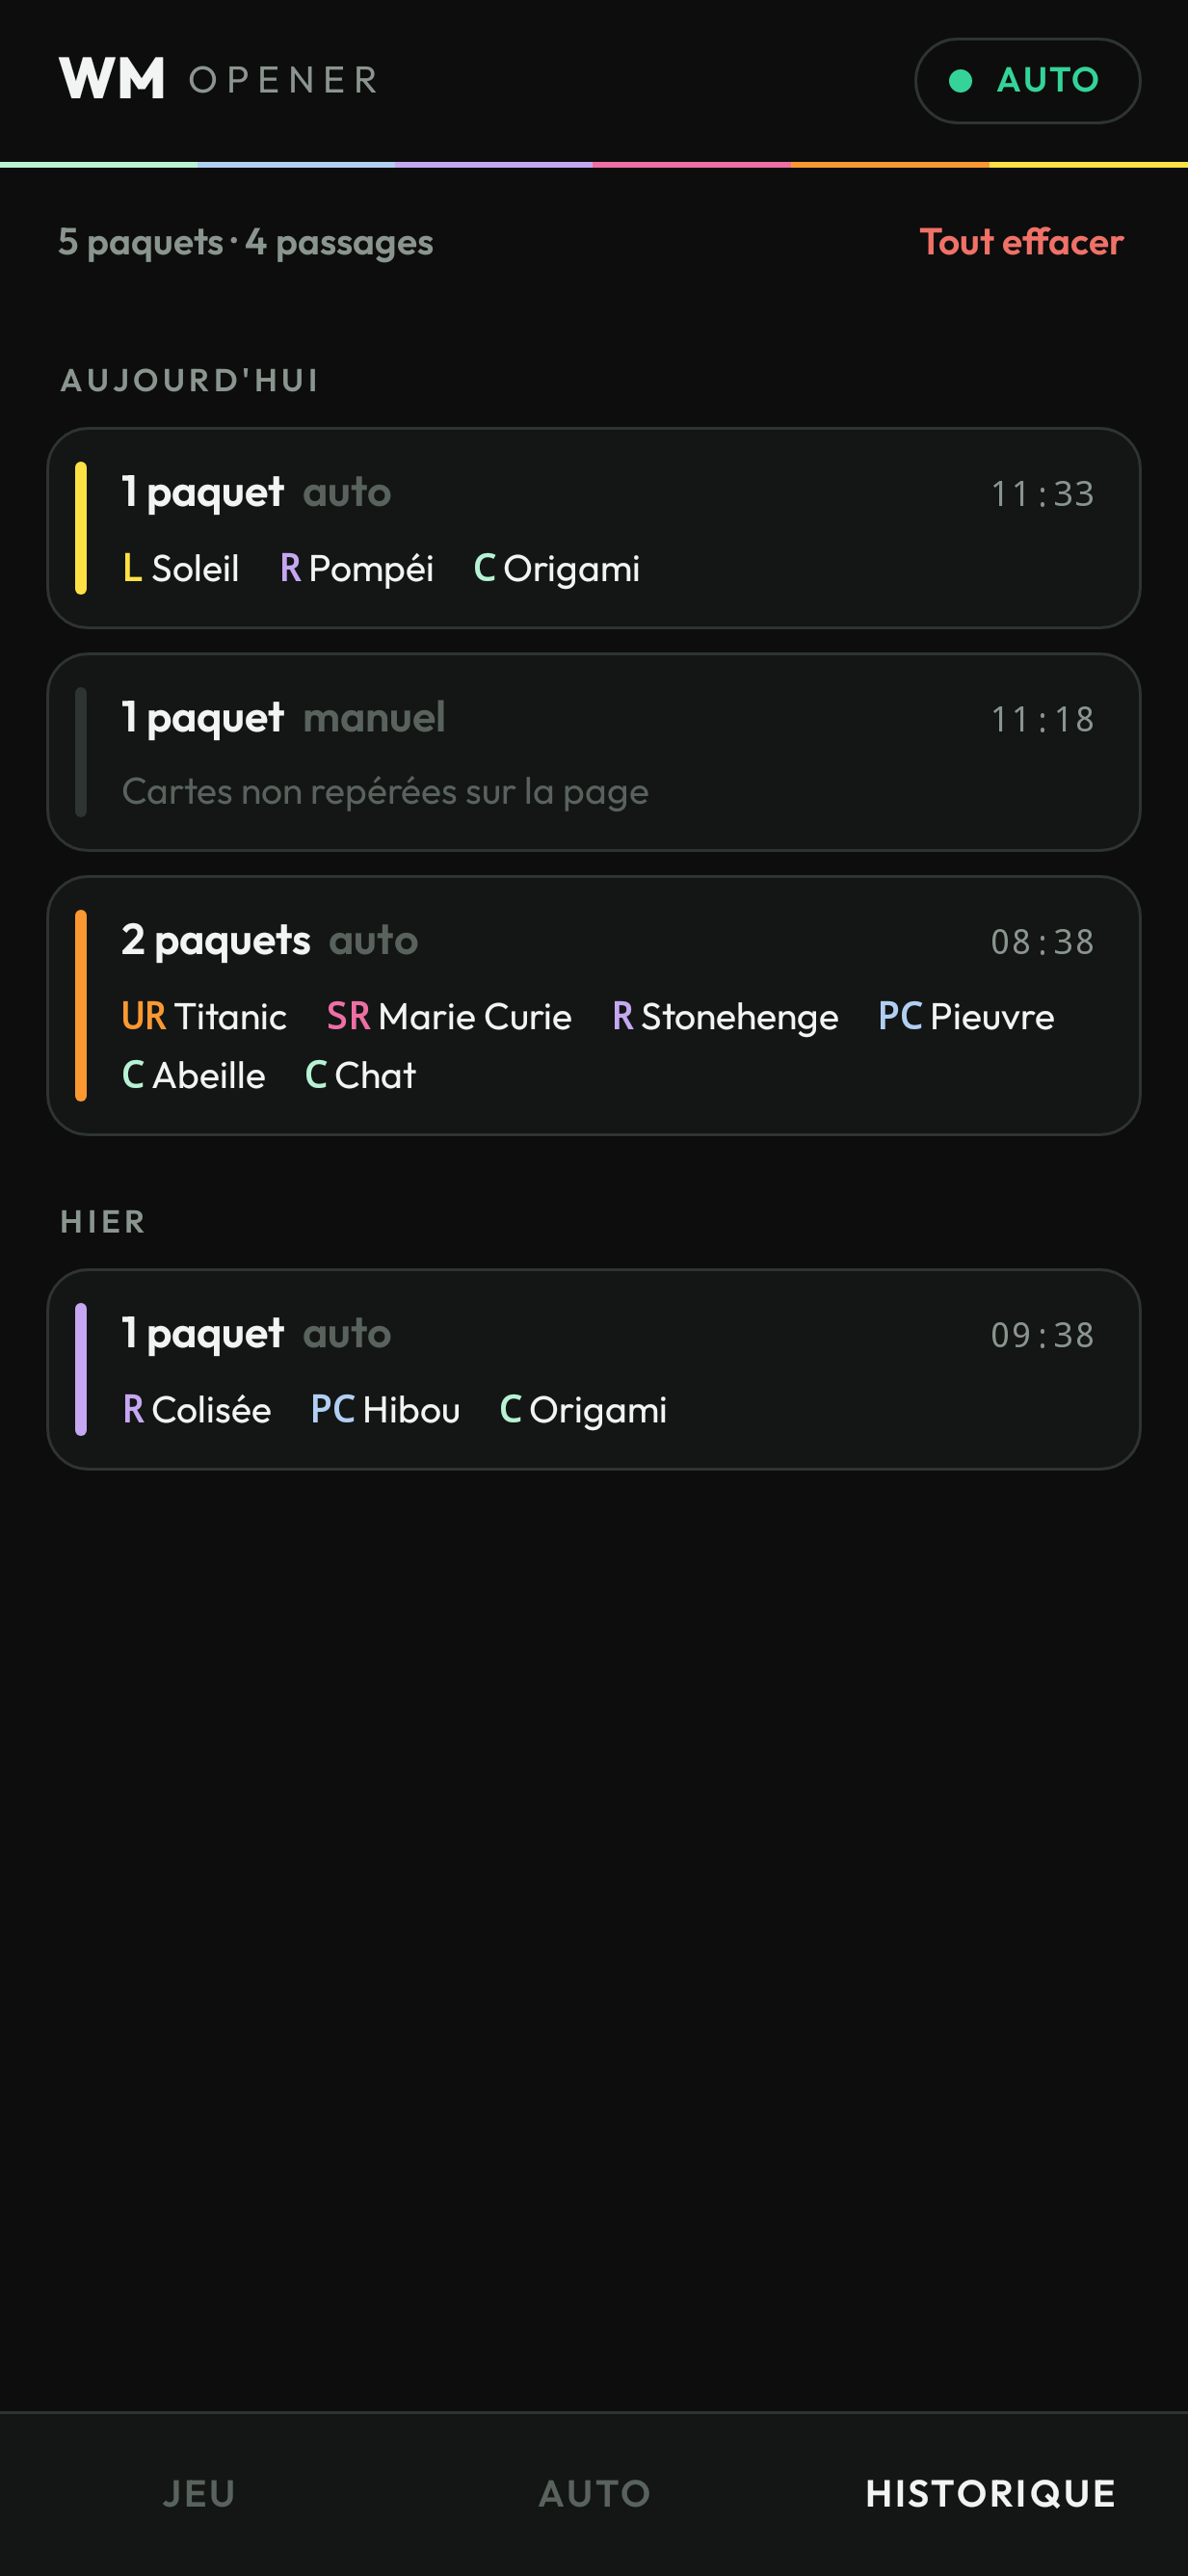 WM OPENER
AUTO
5 paquets · 4 passages
Tout effacer
AUJOURD'HUI
1 paquet auto 11:33
L Soleil R Pompéi C Origami
1 paquet manuel 11:18
Cartes non repérées sur la page
2 paquets auto 08:38
UR Titanic SR Marie Curie R Stonehenge PC Pieuvre
C Abeille C Chat
HIER
1 paquet auto 09:38
R Colisée PC Hibou C Origami
JEU AUTO HISTORIQUE